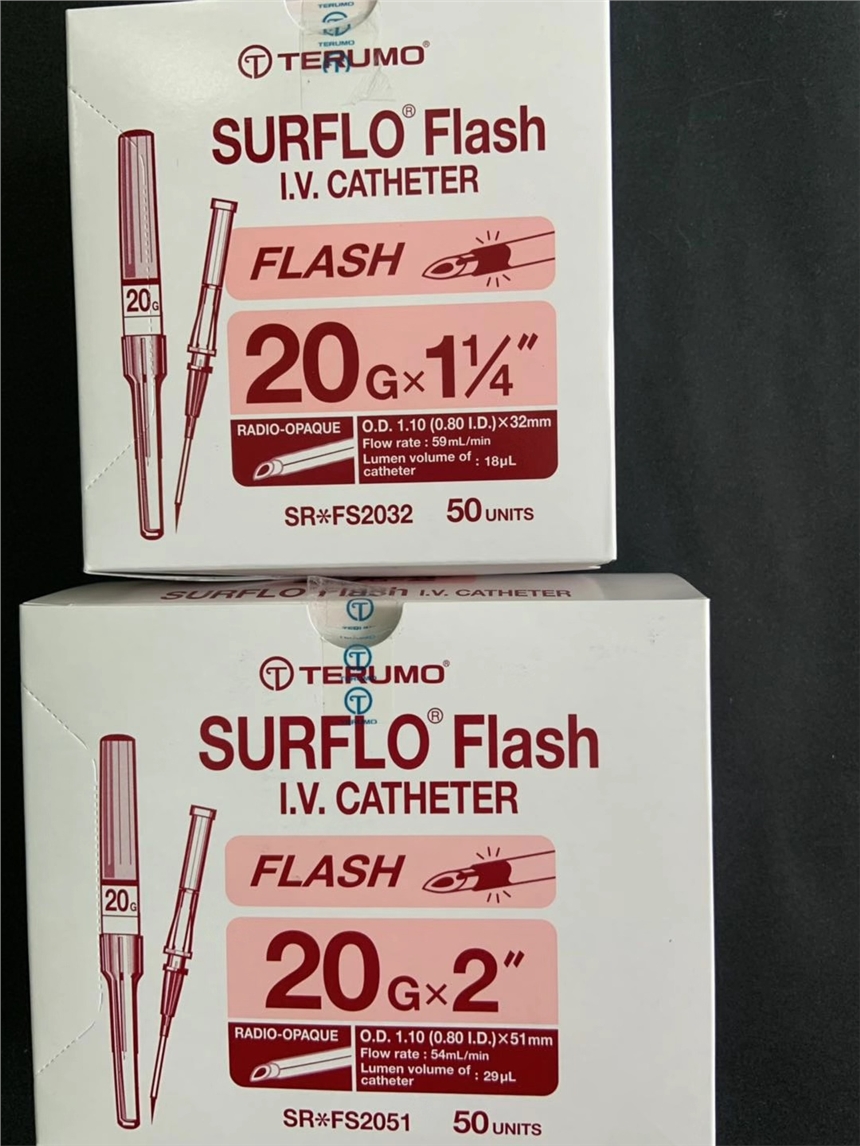 TERUMO
TERUMO
TERUMO®
SURFLO® Flash
I.V. CATHETER
FLASH
20G
20G×1¼"
RADIO-OPAQUE
O.D. 1.10 (0.80 I.D.)×32mm
Flow rate : 59mL/min
Lumen volume of catheter : 18µL
SR*FS2032 50 UNITS
SURFLO Flash I.V. CATHETER
TERUMO®
SURFLO® Flash
I.V. CATHETER
FLASH
20G
20G×2"
RADIO-OPAQUE
O.D. 1.10 (0.80 I.D.)×51mm
Flow rate : 54mL/min
Lumen volume of catheter : 29µL
SR*FS2051 50 UNITS